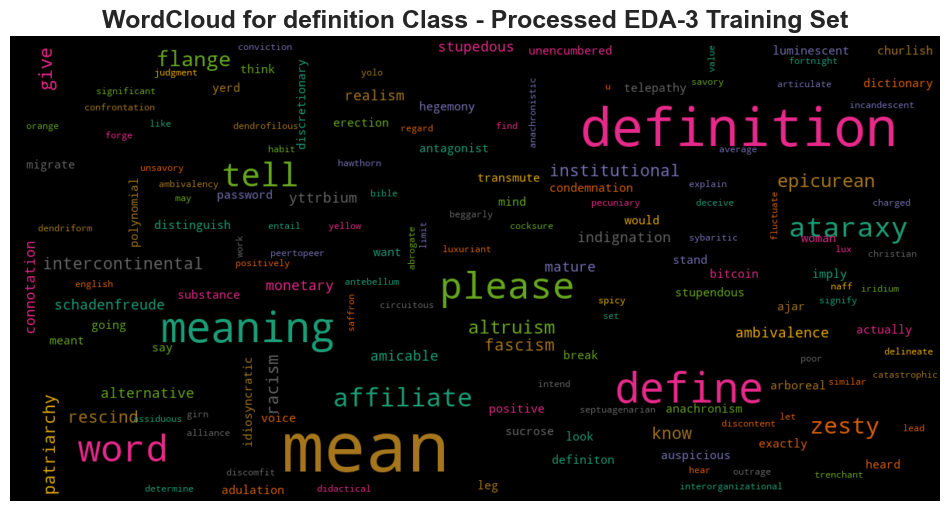 WordCloud for definition Class - Processed EDA-3 Training Set
give
flange
conviction
stupedous
unencumbered
value
luminescent
churlish
fortnight
judgment
think
yolo
significant
discretionary
yerd
realism
savory
u
telepathy
articulate
dictionary
confrontation
hegemony
anachronistic
definition
incandescent
orange
like
forge
dendrofilous
erection
regard
find
habit
antagonist
average
migrate
unsavory
tell
hawthorn
transmute
institutional
explain
epicurean
ambivalency
may
password
yttrbium
bible
mind
condemnation
pecuniary
deceive
charged
polynomial
beggarly
dendriform
distinguish
entail
yellow
want
abrogate
limit
cocksure
would
indignation
sybaritic
fluctuate
ataraxy
woman
lux
christian
connotation
intercontinental
work
peertopeer
positively
luxuriant
mature
stand
bitcoin
imply
naff
iridium
english
substance
monetary
antebellum
please
stupendous
signify
schadenfreude
saffron
circuitous
spicy
set
ajar
going
meaning
altruism
ambivalence
actually
meant
say
amicable
fascism
break
poor
delineate
racism
idiosyncratic
alternative
affiliate
intend
define
arboreal
similar
catastrophic
patriarchy
rescind
assiduous
girn
voice
positive
septuagenarian
anachronism
let
discontent
alliance
word
mean
sucrose
look
know
zesty
lead
exactly
definiton
auspicious
hear
heard
discomfit
outrage
trenchant
leg
determine
adulation
didactical
interorganizational